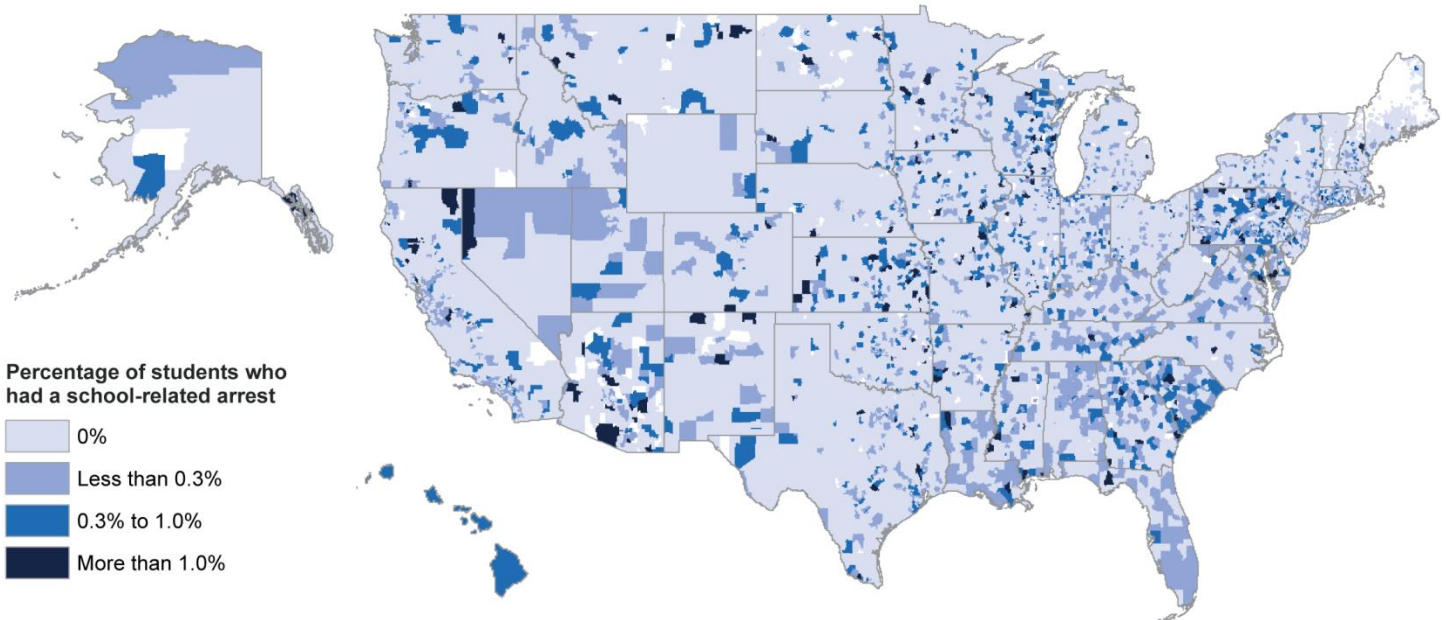 Percentage of students who
had a school-related arrest
0%
Less than 0.3%
0.3% to 1.0%
More than 1.0%